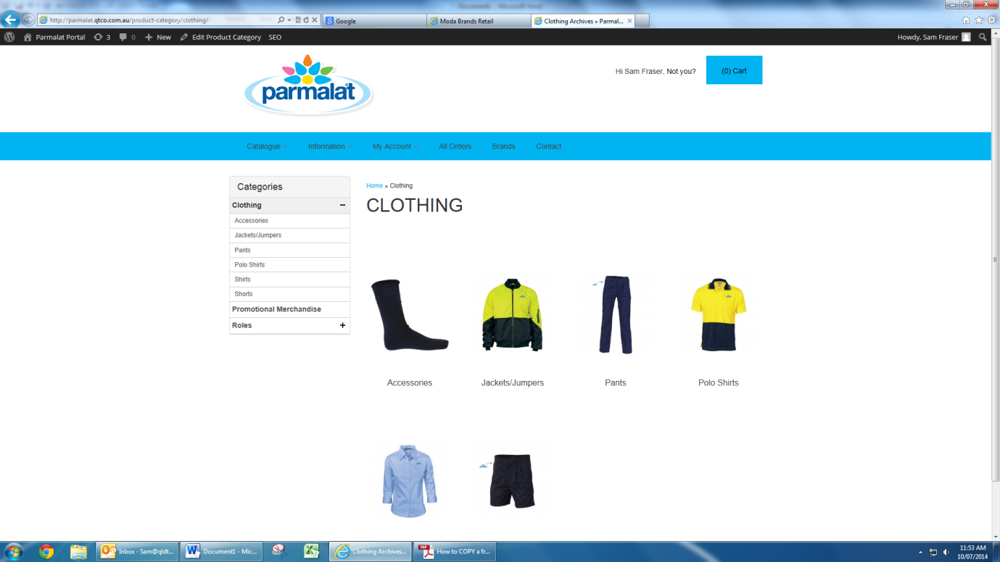 Document1 - Microsoft Word
http://parmalat.qtco.com.au/product-category/clothing/
Google
Moda Brands Retail
Clothing Archives » Parmal...
Parmalat Portal
3
0
New
Edit Product Category
SEO
Howdy, Sam Fraser
parmalat
Hi Sam Fraser, Not you?
(0) Cart
Catalogue
Information
My Account
All Orders
Brands
Contact
Categories
Clothing
Accessories
Jackets/Jumpers
Pants
Polo Shirts
Shirts
Shorts
Promotional Merchandise
Roles
Home » Clothing
CLOTHING
Accessories
Jackets/Jumpers
Pants
Polo Shirts
Inbox - Sam@qldt...
Document1 - Mic...
Clothing Archives...
How to COPY a fr...
11:53 AM
10/07/2014